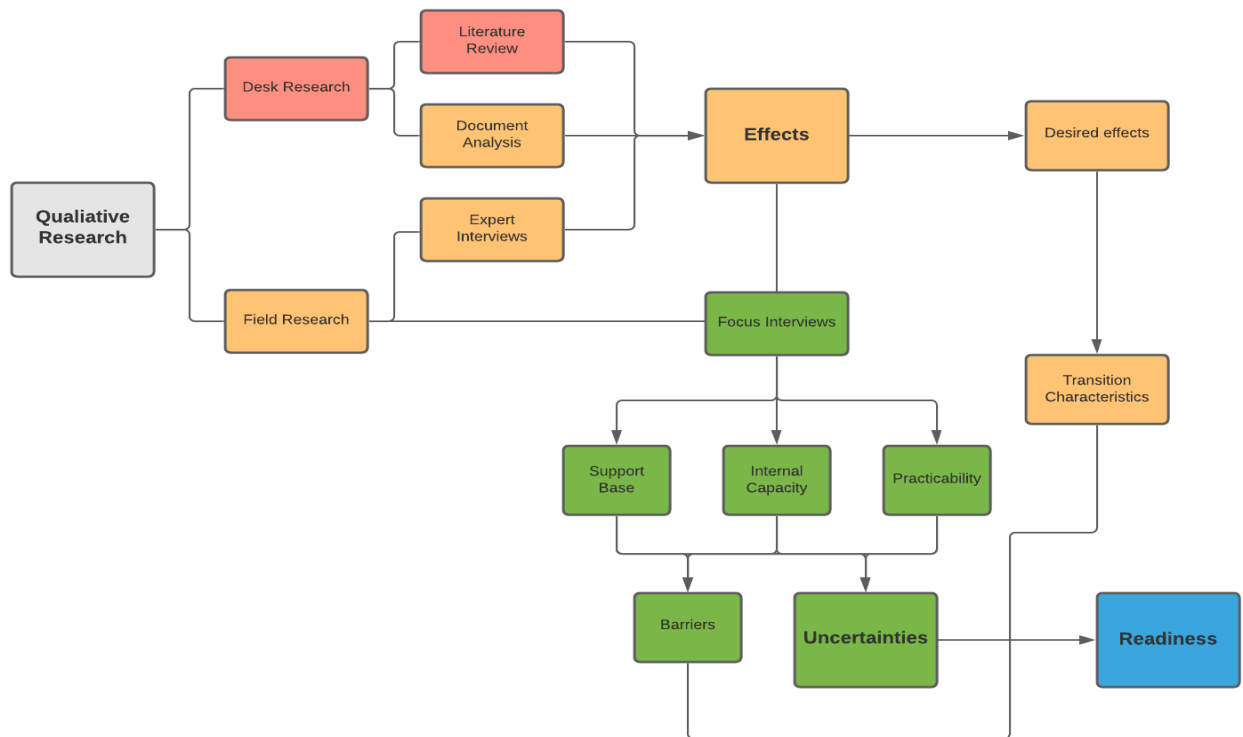 Literature
Review
Desk Research
Document
Analysis
Effects
Desired effects
Qualiative
Research
Expert
Interviews
Field Research
Focus Interviews
Transition
Characteristics
Support
Base
Internal
Capacity
Practicability
Barriers
Uncertainties
Readiness